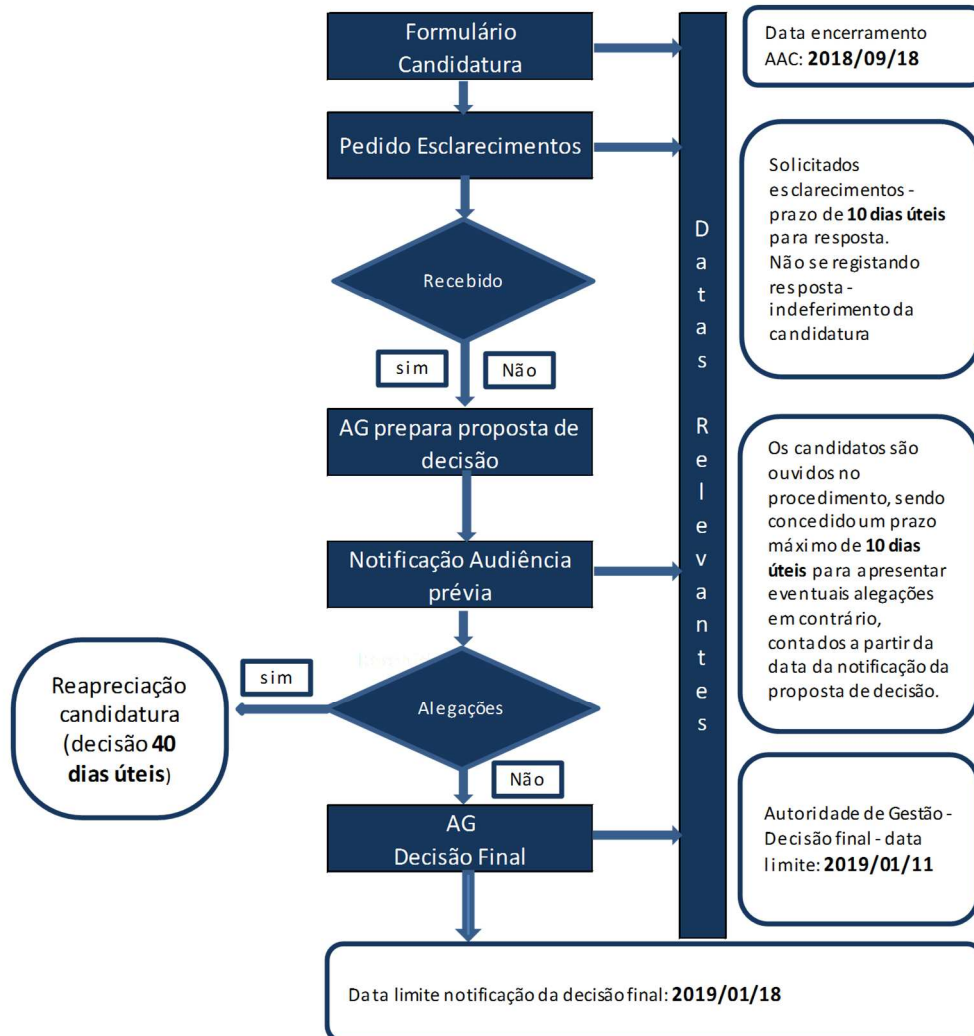 Formulário
Candidatura
Data encerramento
AAC: 2018/09/18
Pedido Esclarecimentos
Solicitados
esclarecimentos -
prazo de 10 dias úteis
para resposta.
Não se registando
resposta -
indeferimento da
candidatura
Recebido
sim
Não
AG prepara proposta de
decisão
Datas Relevantes
Os candidatos são
ouvidos no
procedimento, sendo
concedido um prazo
máximo de 10 dias
úteis para apresentar
eventuais alegações
em contrário,
contados a partir da
data da notificação da
proposta de decisão.
Notificação Audiência
prévia
sim
Alegações
Reapreciação
candidatura
(decisão 40
dias úteis)
Não
AG
Decisão Final
Autoridade de Gestão -
Decisão final - data
limite: 2019/01/11
Data limite notificação da decisão final: 2019/01/18